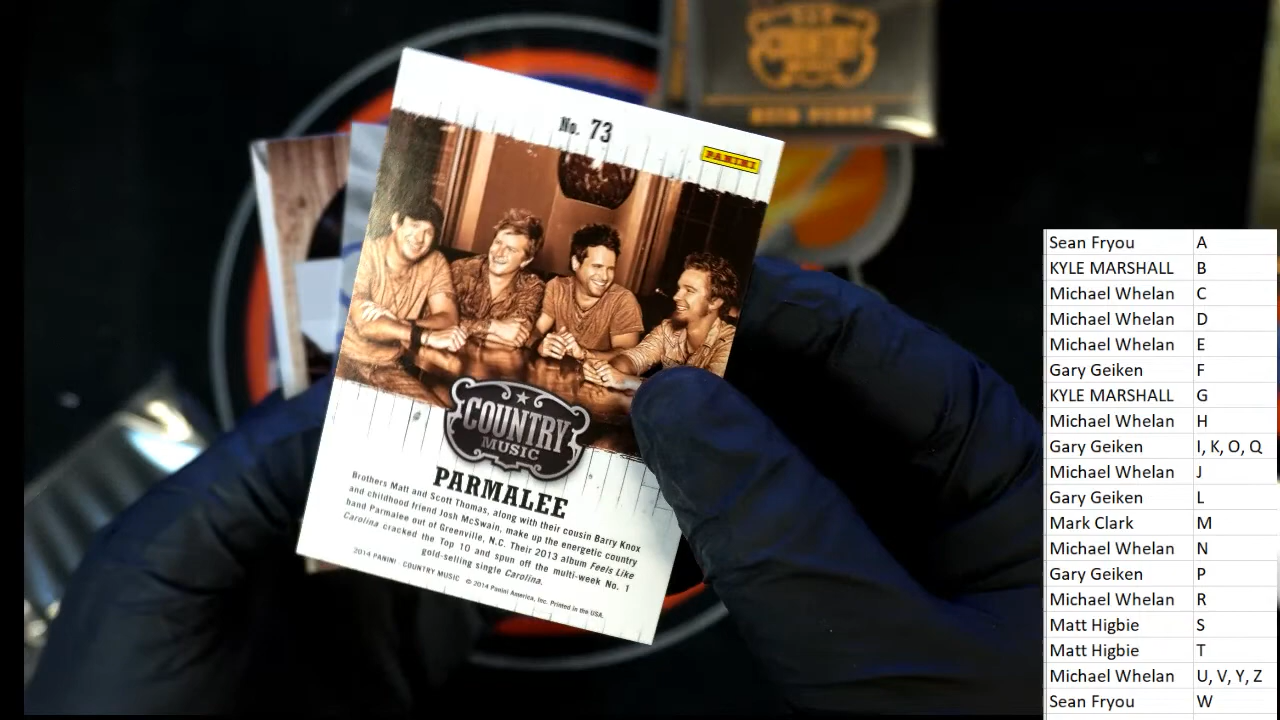 COUNTRY
MUSIC
No. 73
PANINI
COUNTRY
MUSIC
PARMALEE
Brothers Matt and Scott Thomas, along with their cousin Barry Knox
and childhood friend Josh McSwain, make up the energetic country
band Parmalee out of Greenville, N.C. Their 2013 album Feels Like
Carolina cracked the Top 10 and spun off the multi-week No. 1
gold-selling single Carolina.
2014 PANINI COUNTRY MUSIC © 2014 Panini America, Inc. Printed in the USA.
Sean Fryou A
KYLE MARSHALL B
Michael Whelan C
Michael Whelan D
Michael Whelan E
Gary Geiken F
KYLE MARSHALL G
Michael Whelan H
Gary Geiken I, K, O, Q
Michael Whelan J
Gary Geiken L
Mark Clark M
Michael Whelan N
Gary Geiken P
Michael Whelan R
Matt Higbie S
Matt Higbie T
Michael Whelan U, V, Y, Z
Sean Fryou W